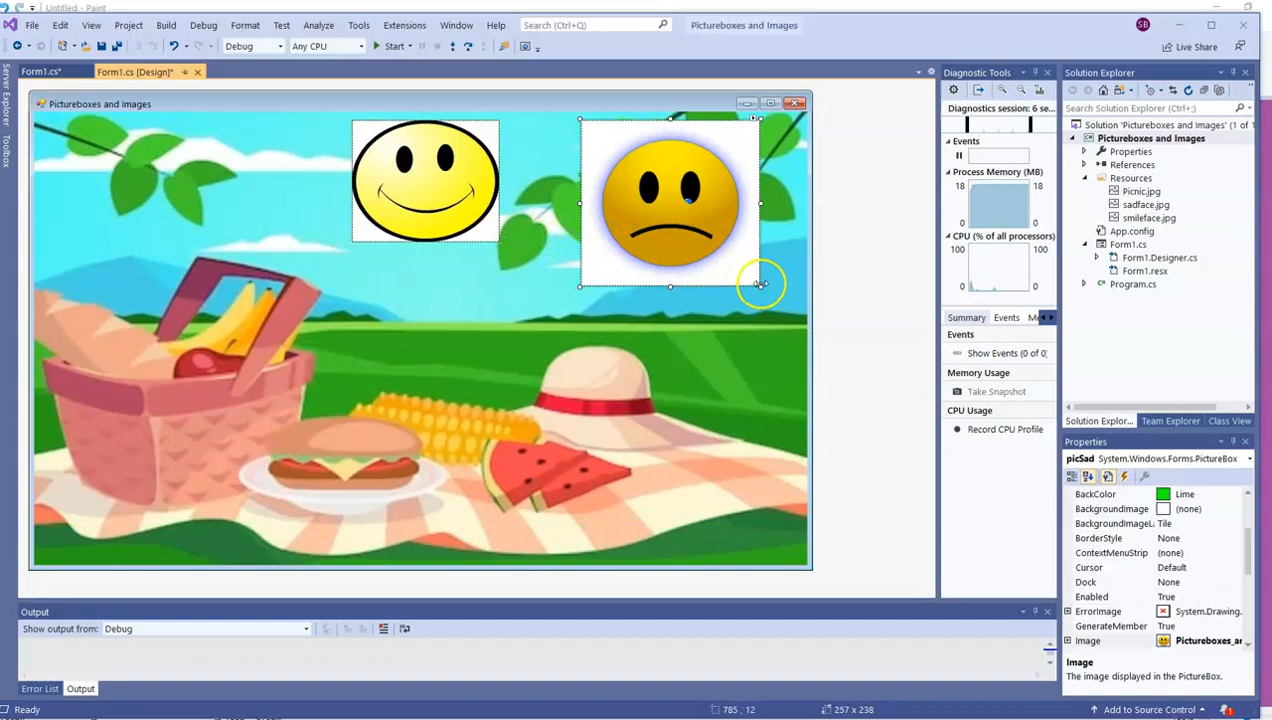 Untitled - Paint
File Edit View Project Build Debug Format Test Analyze Tools Extensions Window Help Search (Ctrl+Q) Pictureboxes and Images SB
Debug Any CPU Start Live Share
Server Explorer
Toolbox
Form1.cs* Form1.cs [Design]*
Pictureboxes and Images
Diagnostic Tools
Diagnostics session: 6 se...
Events
Process Memory (MB)
18 18
0 0
CPU (% of all processors)
100 100
0 0
Summary Events
Events
Show Events (0 of 0)
Memory Usage
Take Snapshot
CPU Usage
Record CPU Profile
Solution Explorer
Search Solution Explorer (Ctrl+;)
Solution 'Pictureboxes and Images' (1 of 1
Pictureboxes and Images
Properties
References
Resources
Picnic.jpg
sadface.jpg
smileface.jpg
App.config
Form1.cs
Form1.Designer.cs
Form1.resx
Program.cs
Solution Explor... Team Explorer Class View
Properties
picSad System.Windows.Forms.PictureBox
BackColor Lime
BackgroundImage (none)
BackgroundImageL Tile
BorderStyle None
ContextMenuStrip (none)
Cursor Default
Dock None
Enabled True
ErrorImage System.Drawing.
GenerateMember True
Image Pictureboxes_ar
Image
The image displayed in the PictureBox.
Output
Show output from: Debug
Error List Output
Ready 785 , 12 257 x 238 Add to Source Control 1